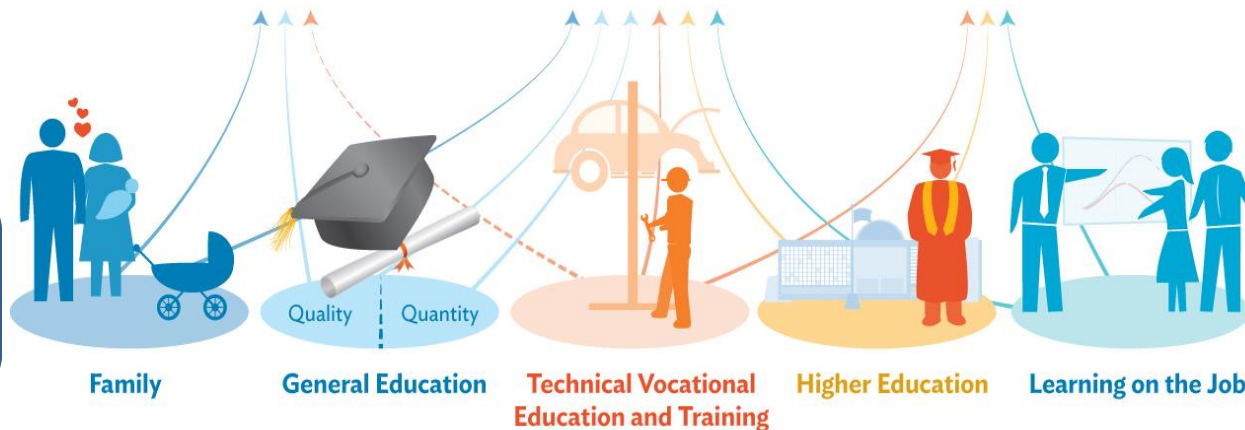 Quality
Quantity
Family
General Education
Technical Vocational
Education and Training
Higher Education
Learning on the Job